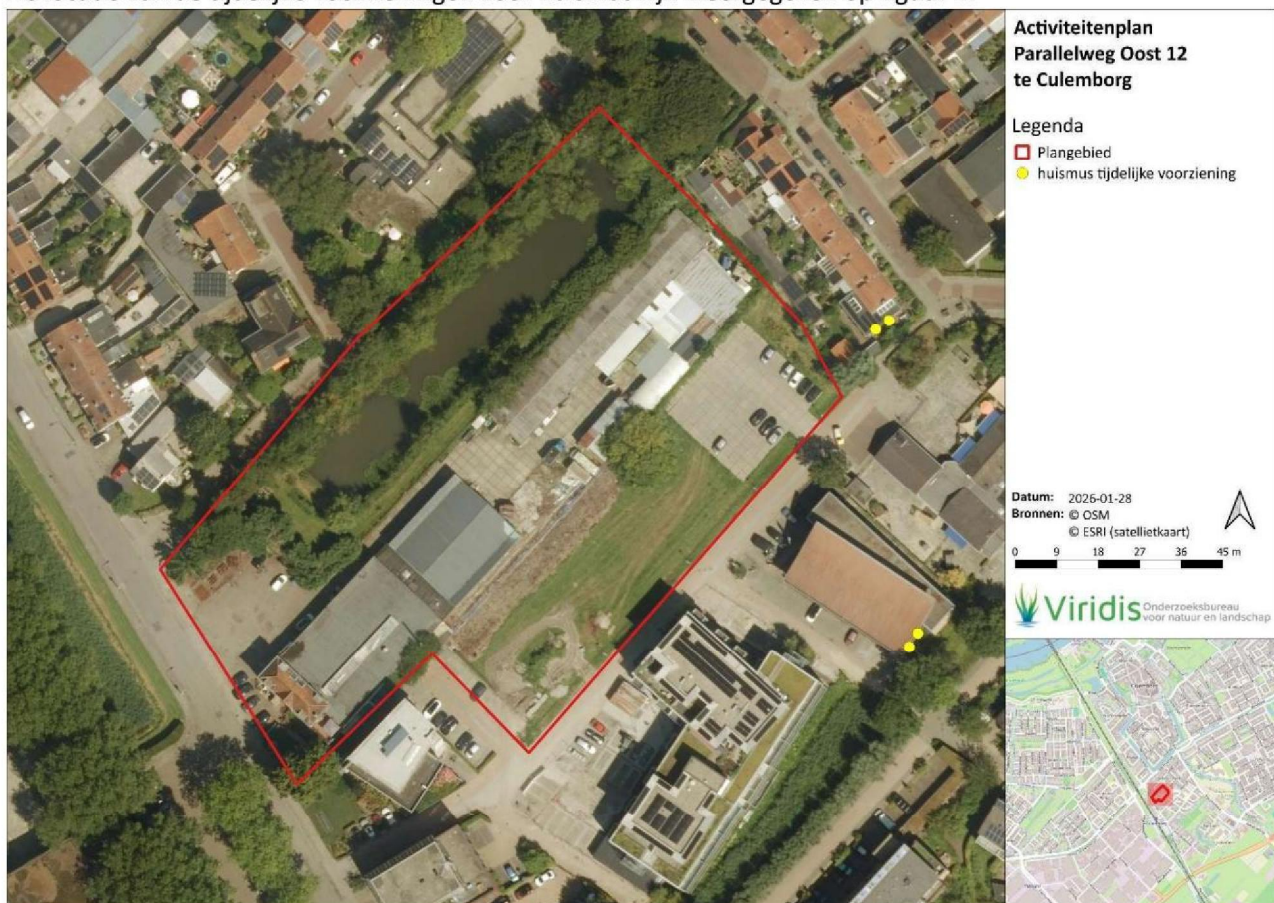 Activiteitenplan
Parallelweg Oost 12
te Culemborg
Legenda
Plangebied
huismus tijdelijke voorziening
Datum: 2026-01-28
Bronnen: © OSM
© ESRI (satellietkaart)
0 9 18 27 36 45 m
Viridis Onderzoeksbureau
voor natuur en landschap